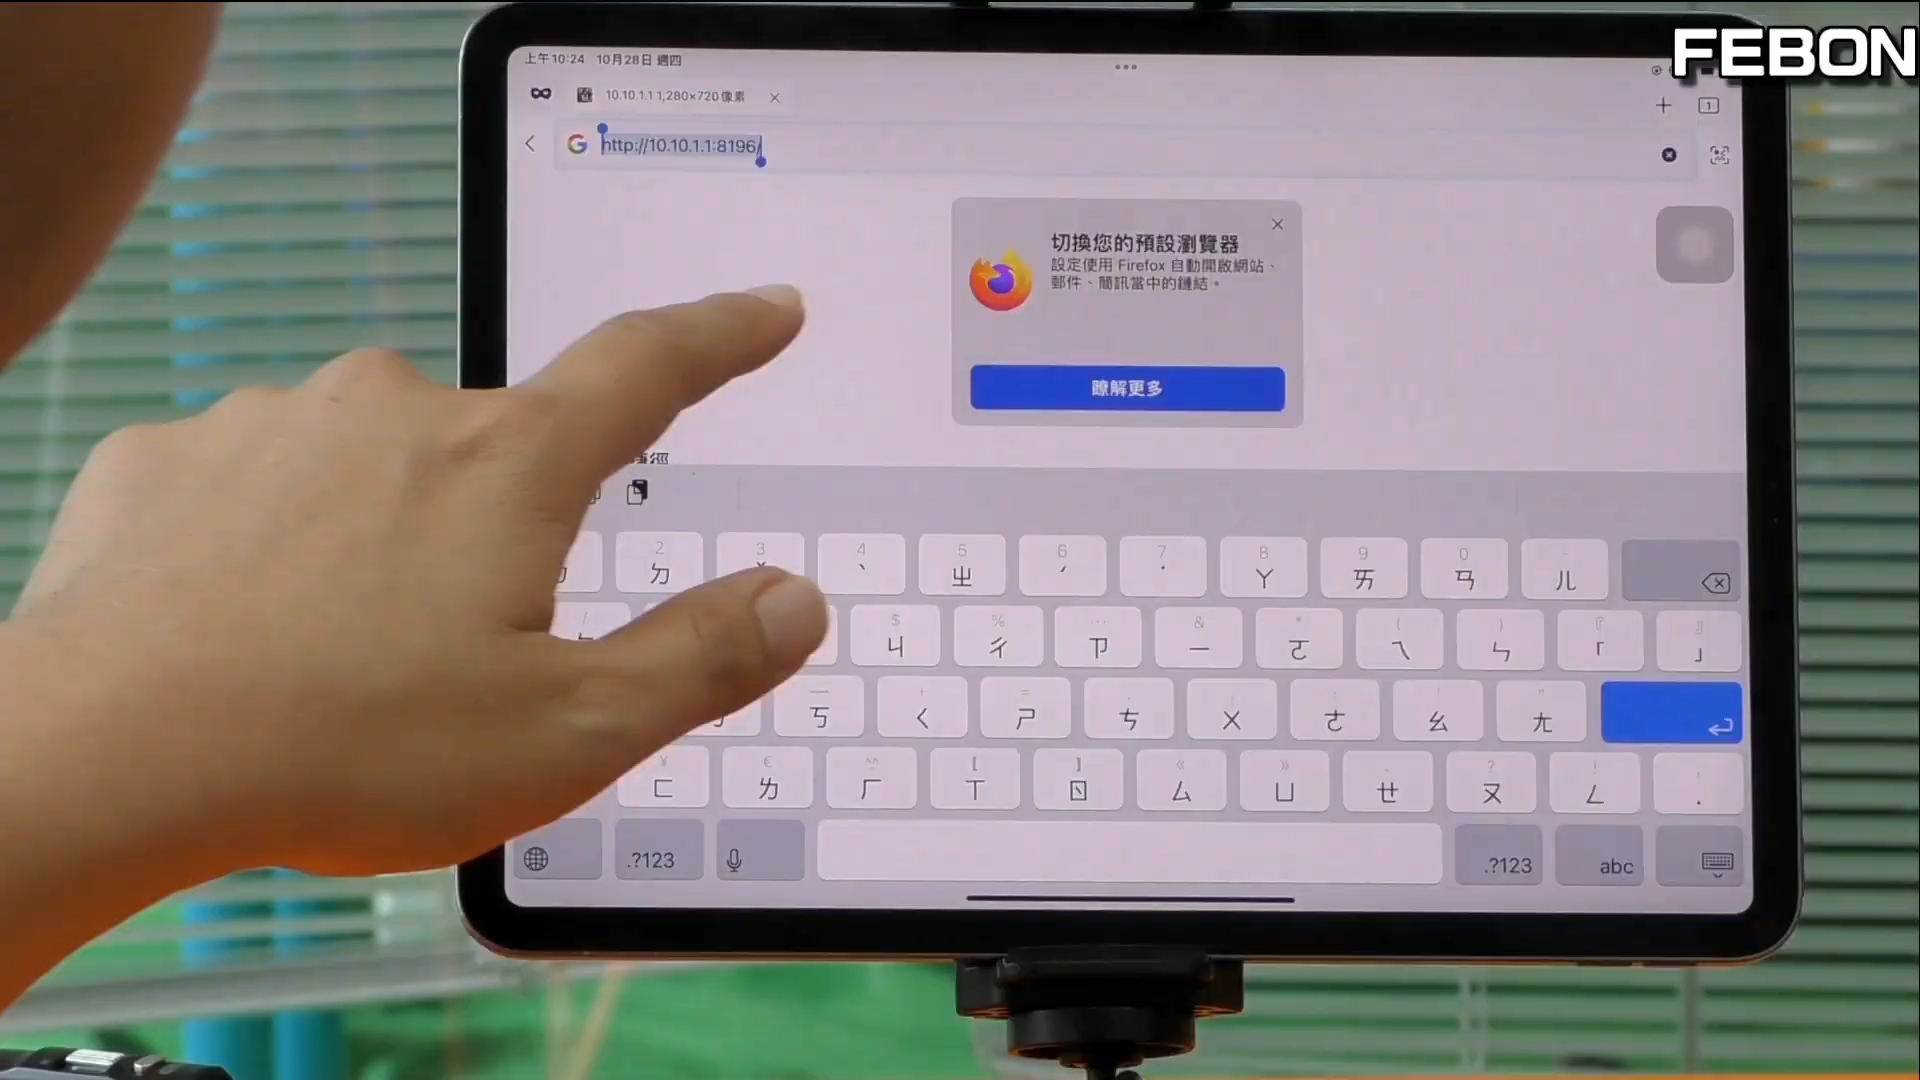 FEBON
上午10:24 10月28日 週四
10.10.1.1 1,280×720 像素
1
http://10.10.1.1:8196/
切換您的預設瀏覽器
設定使用 Firefox 自動開啟網站、
郵件、簡訊當中的鏈結。
瞭解更多
捷徑
2 3 4 5 6 7 8 9 0 -
ㄉ ˇ ˋ ㄓ ˊ ˙ ㄚ ㄞ ㄢ ㄦ
/ $ % … & * ( ) 『 』
ㄐ ㄔ ㄗ ㄧ ㄛ ㄟ ㄣ 「 」
— + =
ㄎ ㄑ ㄕ ㄘ ㄨ ㄜ ㄠ ㄤ
¥ € ^^ [ ] 《 》 ?
ㄈ ㄌ ㄏ ㄒ ㄖ ㄙ ㄩ ㄝ ㄡ ㄥ
.?123 .?123 abc